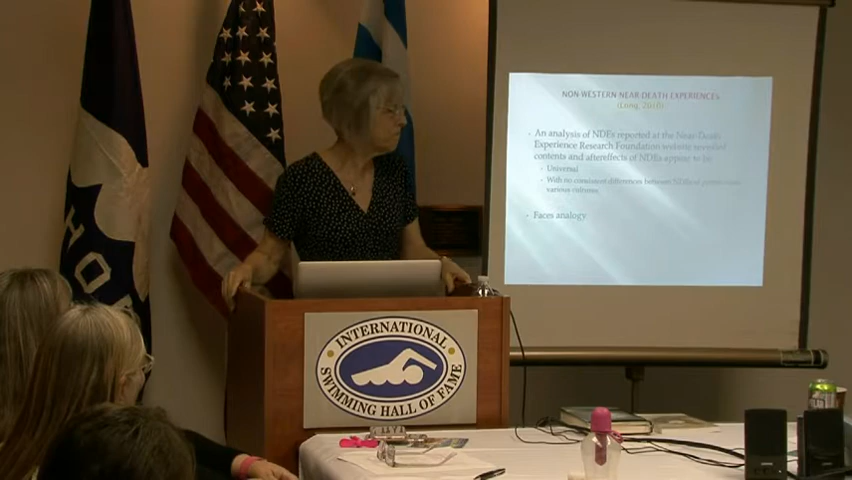 NON-WESTERN NEAR-DEATH EXPERIENCES
(Long, 2010)
• An analysis of NDEs reported at the Near-Death
Experience Research Foundation website revealed
contents and aftereffects of NDEs appear to be
• Universal
• With no consistent differences between NDEs of
various cultures.
• Faces analogy
INTERNATIONAL
SWIMMING HALL OF FAME
HO